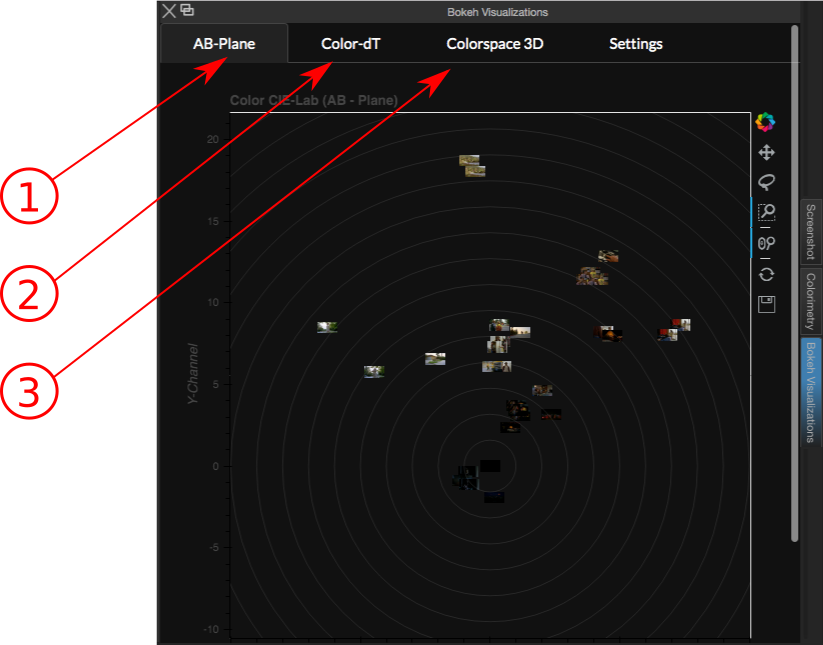 Bokeh Visualizations
AB-Plane
Color-dT
Colorspace 3D
Settings
Color CIE-Lab (AB - Plane)
20
15
10
5
0
-5
-10
Y-Channel
1
2
3
Screenshot
Colorimetry
Bokeh Visualizations